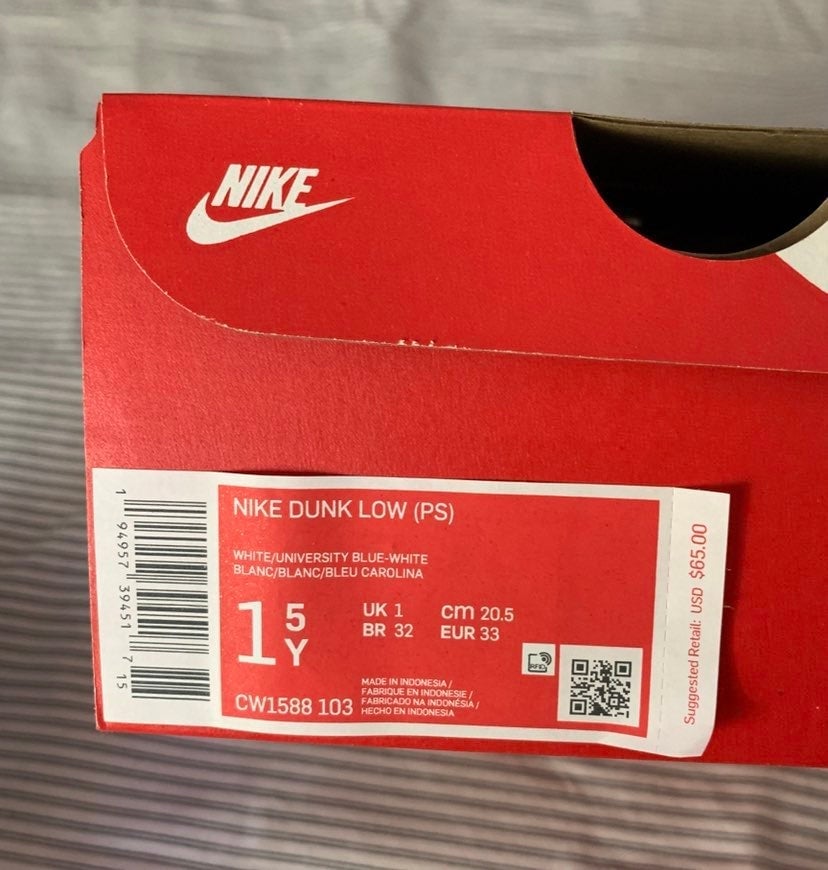 NIKE
NIKE DUNK LOW (PS)
WHITE/UNIVERSITY BLUE-WHITE
BLANC/BLANC/BLEU CAROLINA
1 5 Y
UK 1 cm 20.5
BR 32 EUR 33
RFID
CW1588 103
MADE IN INDONESIA /
FABRIQUE EN INDONESIE /
FABRICADO NA INDONÉSIA /
HECHO EN INDONESIA
1 94957 39451 7 15
Suggested Retail: USD $65.00